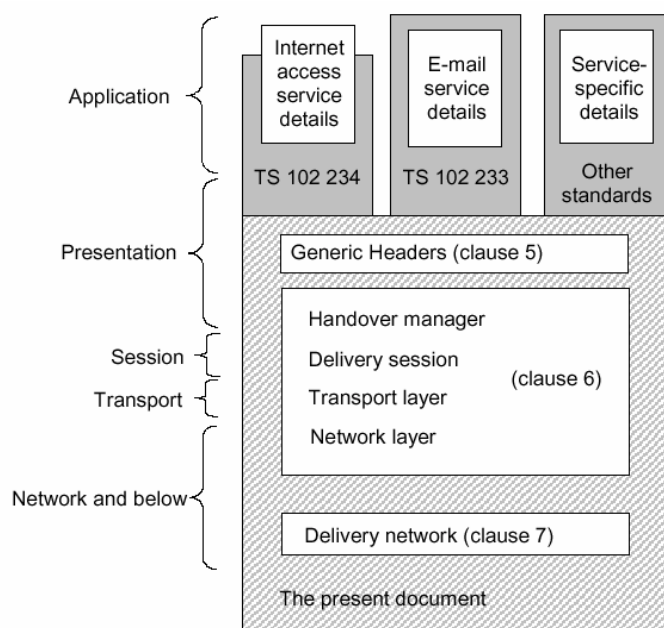 Application
Internet
access
service
details
TS 102 234
E-mail
service
details
TS 102 233
Service-
specific
details
Other
standards
Presentation
Generic Headers (clause 5)
Handover manager
Session
Delivery session
(clause 6)
Transport
Transport layer
Network layer
Network and below
Delivery network (clause 7)
The present document